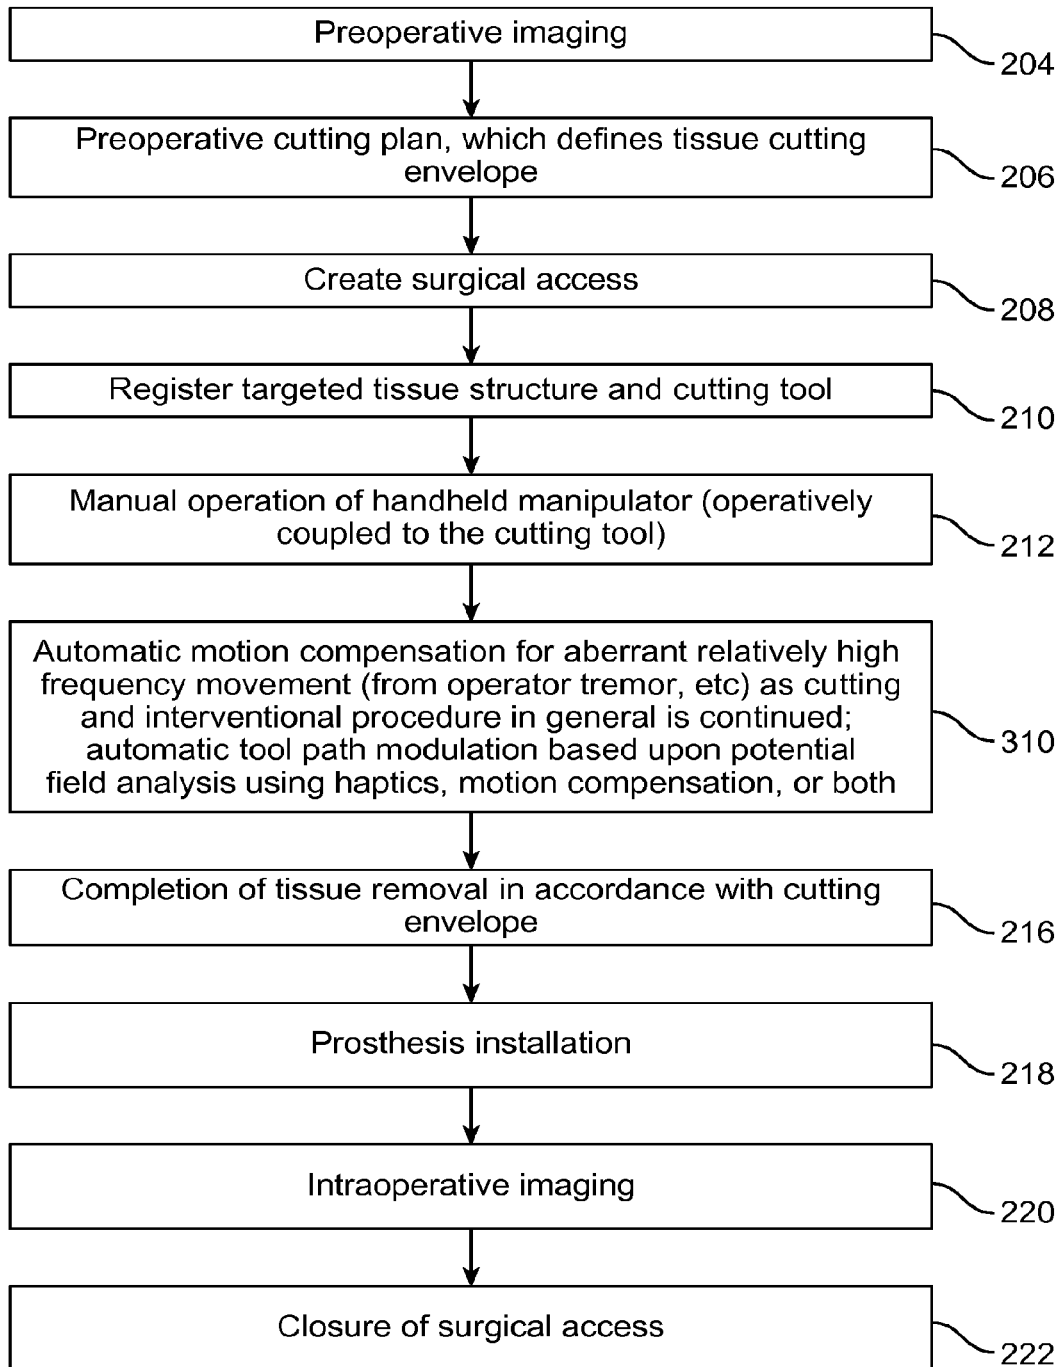 Preoperative imaging
204
Preoperative cutting plan, which defines tissue cutting
envelope
206
Create surgical access
208
Register targeted tissue structure and cutting tool
210
Manual operation of handheld manipulator (operatively
coupled to the cutting tool)
212
Automatic motion compensation for aberrant relatively high
frequency movement (from operator tremor, etc) as cutting
and interventional procedure in general is continued;
automatic tool path modulation based upon potential
field analysis using haptics, motion compensation, or both
310
Completion of tissue removal in accordance with cutting
envelope
216
Prosthesis installation
218
Intraoperative imaging
220
Closure of surgical access
222